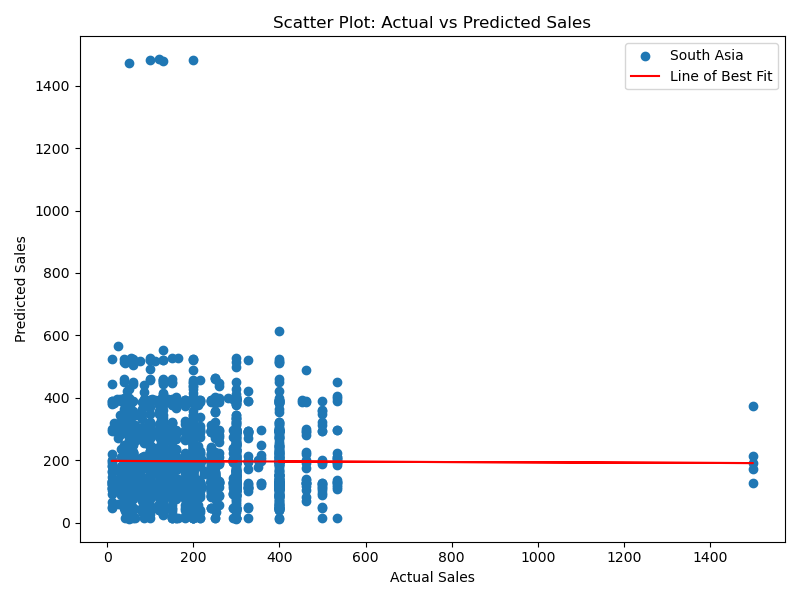 Scatter Plot: Actual vs Predicted Sales
South Asia
Line of Best Fit
Predicted Sales
1400
1200
1000
800
600
400
200
0
0 200 400 600 800 1000 1200 1400
Actual Sales